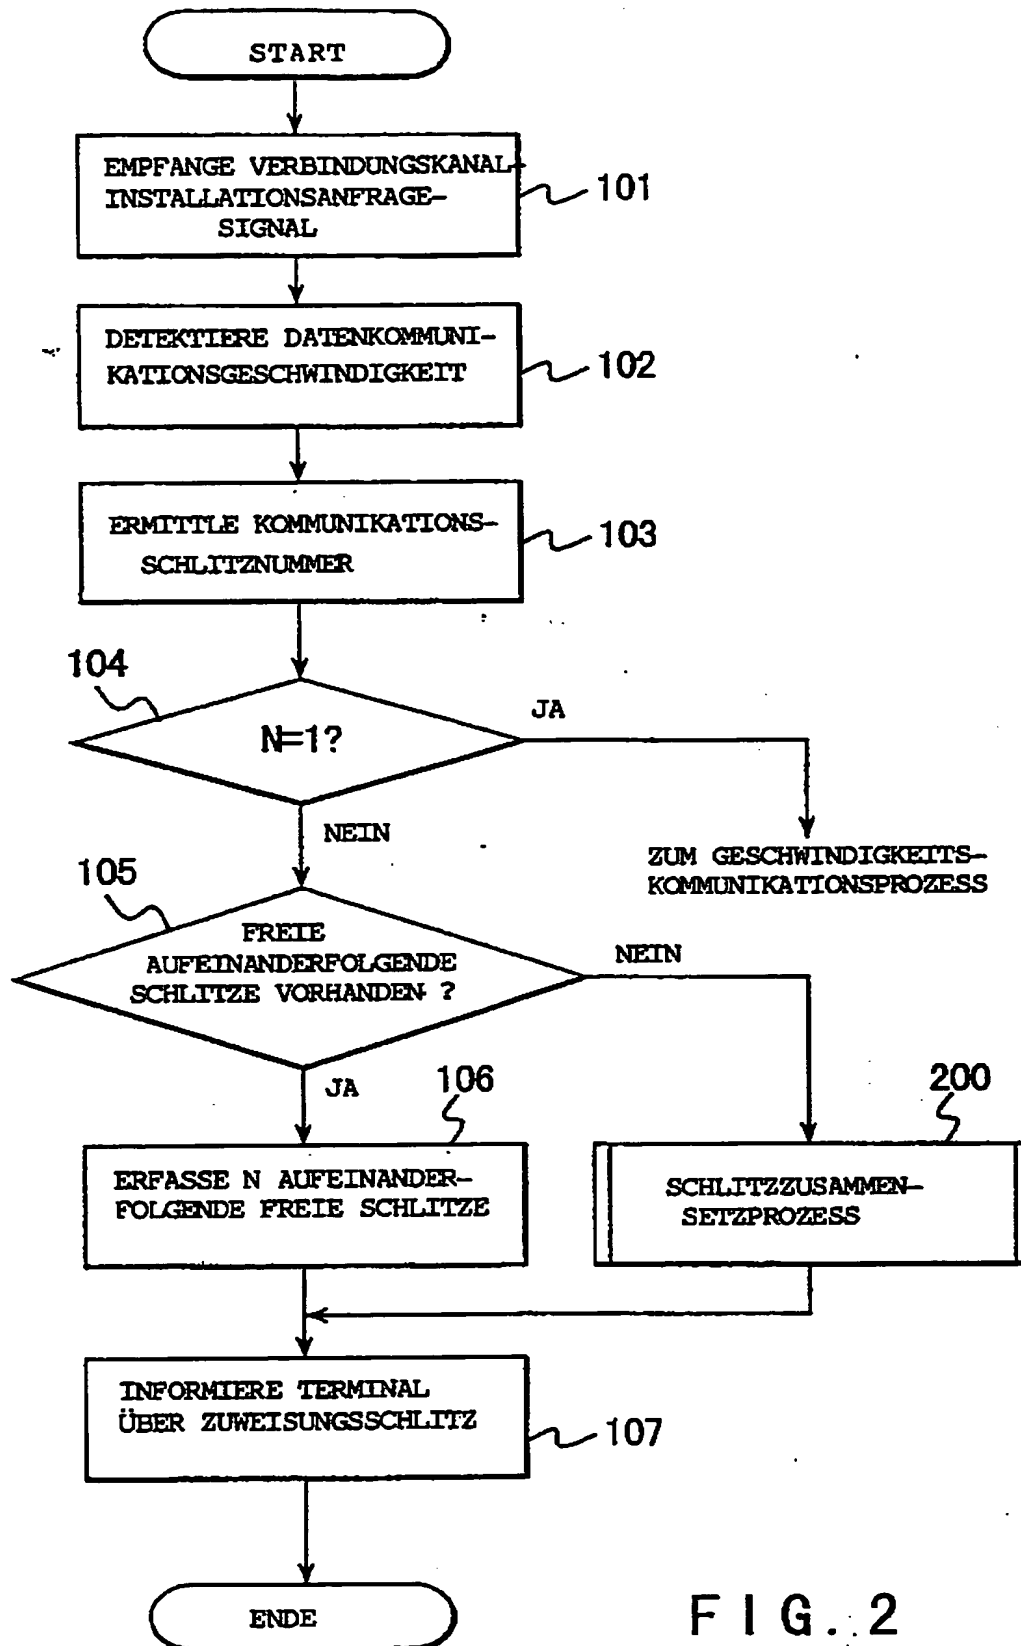 START
EMPFANGE VERBINDUNGSKANAL-
INSTALLATIONSANFRAGE-
SIGNAL
101
DETEKTIERE DATENKOMMUNI-
KATIONSGESCHWINDIGKEIT
102
ERMITTLE KOMMUNIKATIONS-
SCHLITZNUMMER
103
104
N=1?
JA
NEIN
ZUM GESCHWINDIGKEITS-
KOMMUNIKATIONSPROZESS
105
FREIE
AUFEINANDERFOLGENDE
SCHLITZE VORHANDEN ?
NEIN
JA
106
200
ERFASSE N AUFEINANDER-
FOLGENDE FREIE SCHLITZE
SCHLITZZUSAMMEN-
SETZPROZESS
INFORMIERE TERMINAL
ÜBER ZUWEISUNGSSCHLITZ
107
ENDE
FIG. 2